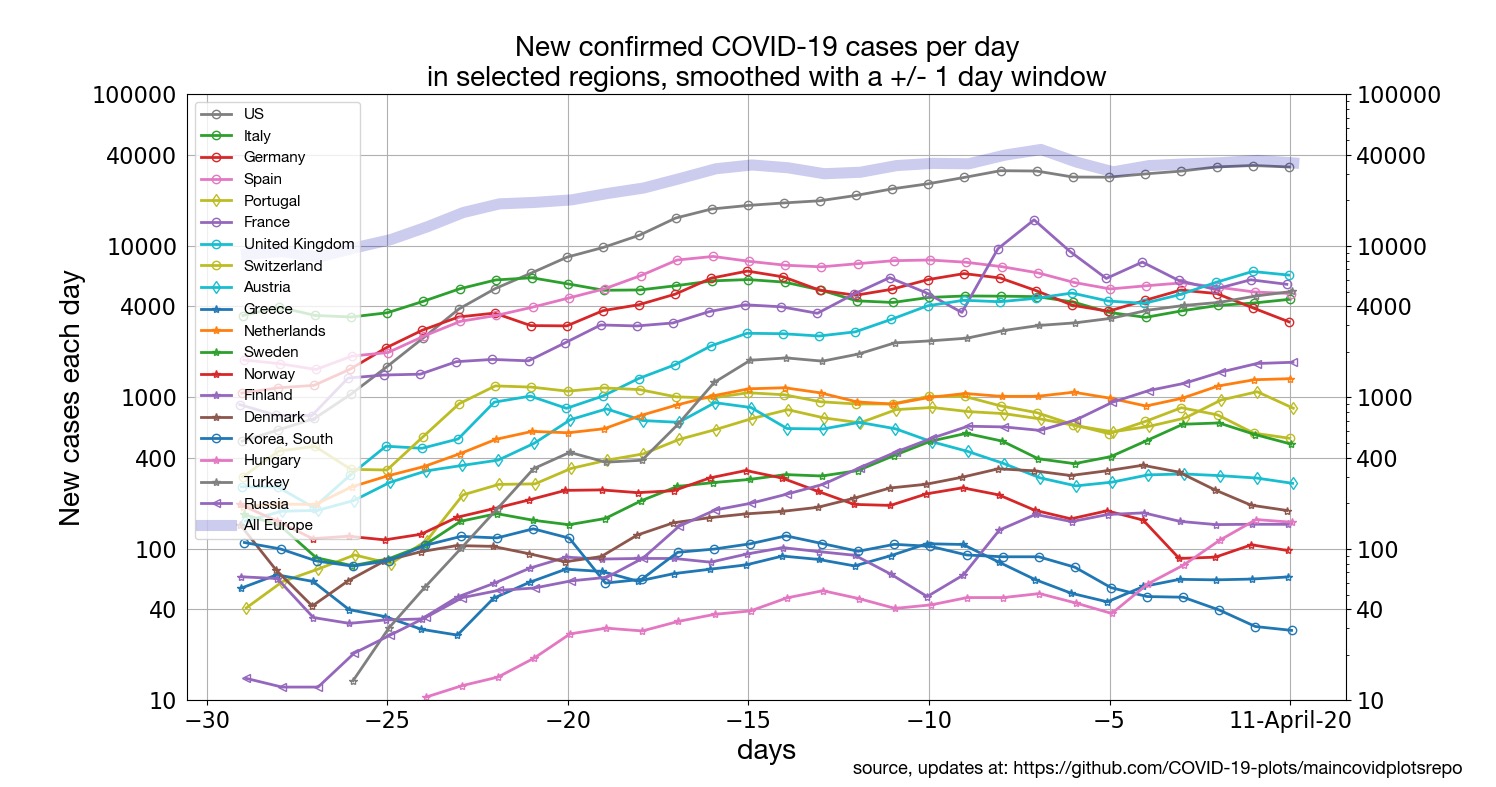 New confirmed COVID-19 cases per day
in selected regions, smoothed with a +/- 1 day window
100000
40000
10000
4000
1000
400
100
40
10
New cases each day
US
Italy
Germany
Spain
Portugal
France
United Kingdom
Switzerland
Austria
Greece
Netherlands
Sweden
Norway
Finland
Denmark
Korea, South
Hungary
Turkey
Russia
All Europe
100000
40000
10000
4000
1000
400
100
40
10
−30 −25 −20 −15 −10 −5 11-April-20
days
source, updates at: https://github.com/COVID-19-plots/maincovidplotsrepo